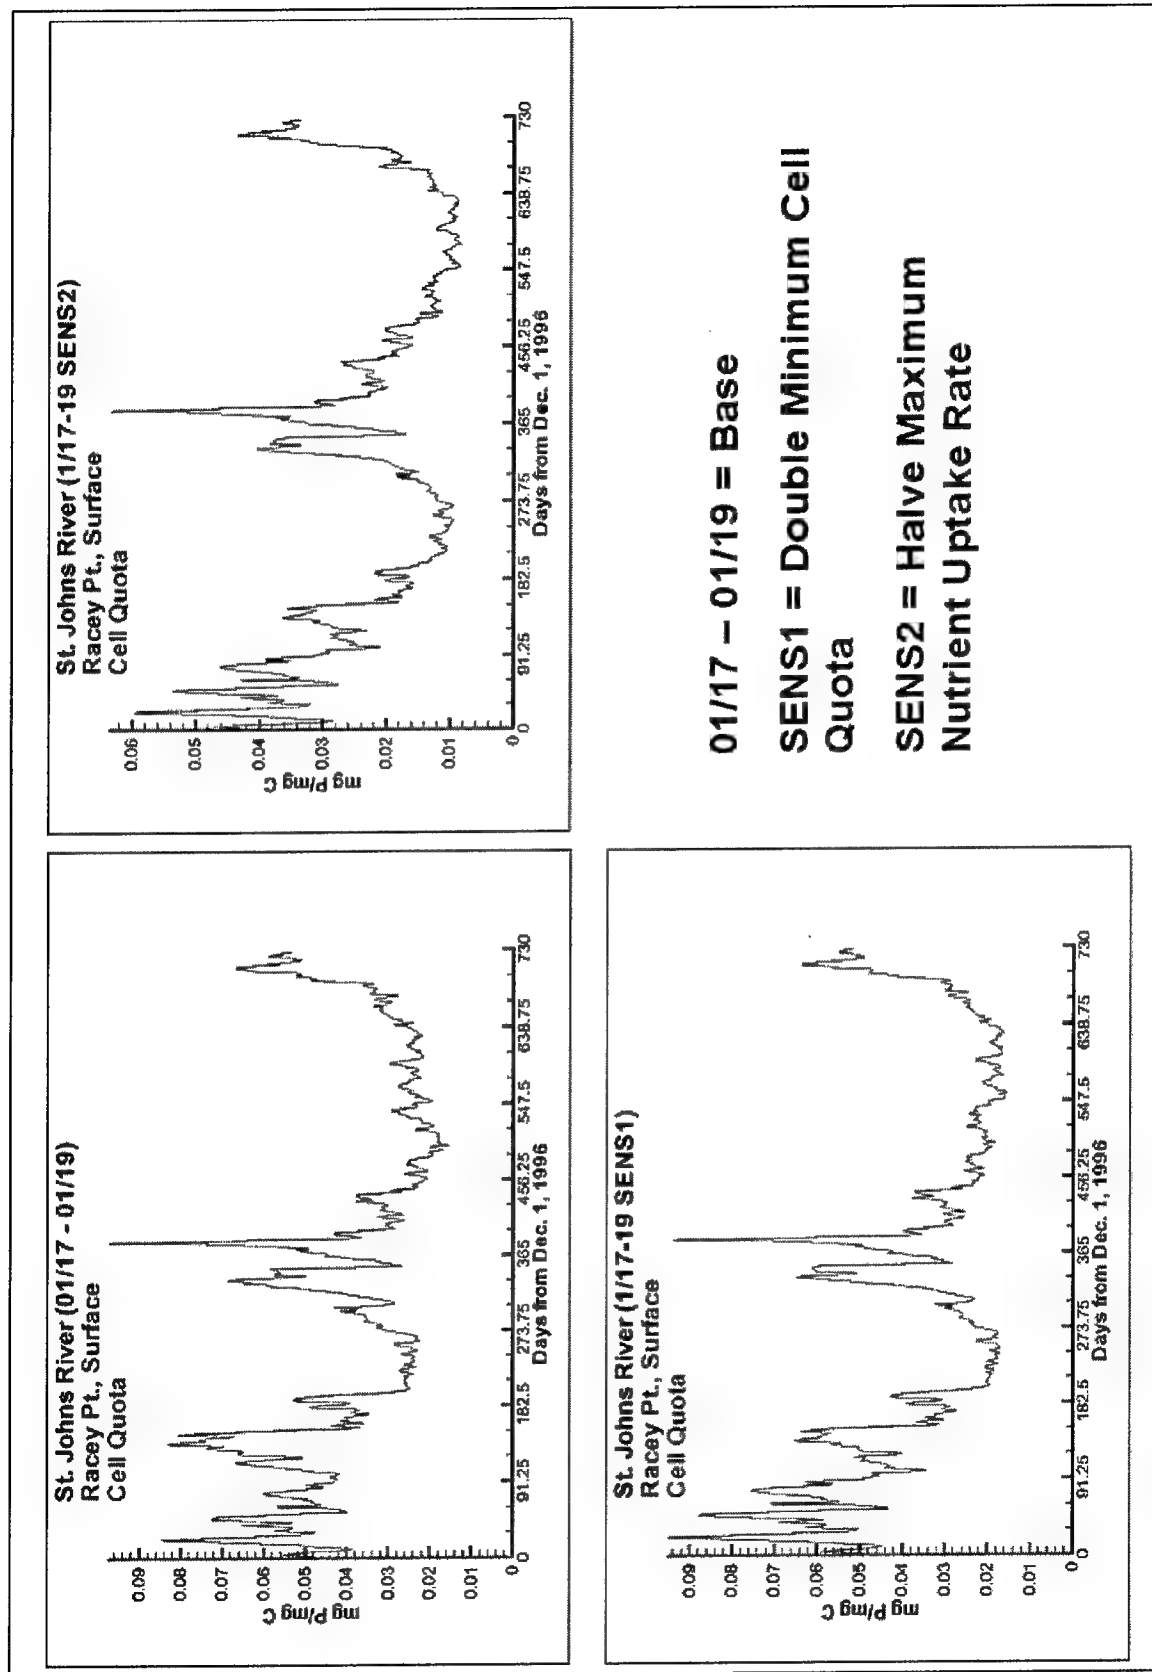 St. Johns River (01/17 - 01/19)
Racey Pt., Surface
Cell Quota
0.09
0.08
0.07
0.06
0.05
0.04
0.03
0.02
0.01
0
mg P/mg C
0 91.25 182.5 273.75 365 456.25 547.5 638.75 730
Days from Dec. 1, 1996
St. Johns River (1/17-19 SENS2)
Racey Pt., Surface
Cell Quota
0.06
0.05
0.04
0.03
0.02
0.01
0
mg P/mg C
0 91.25 182.5 273.75 365 456.25 547.5 638.75 730
Days from Dec. 1, 1996
St. Johns River (1/17-19 SENS1)
Racey Pt., Surface
Cell Quota
0.09
0.08
0.07
0.06
0.05
0.04
0.03
0.02
0.01
0
mg P/mg C
0 91.25 182.5 273.75 365 456.25 547.5 638.75 730
Days from Dec. 1, 1996
01/17 – 01/19 = Base
SENS1 = Double Minimum Cell
Quota
SENS2 = Halve Maximum
Nutrient Uptake Rate